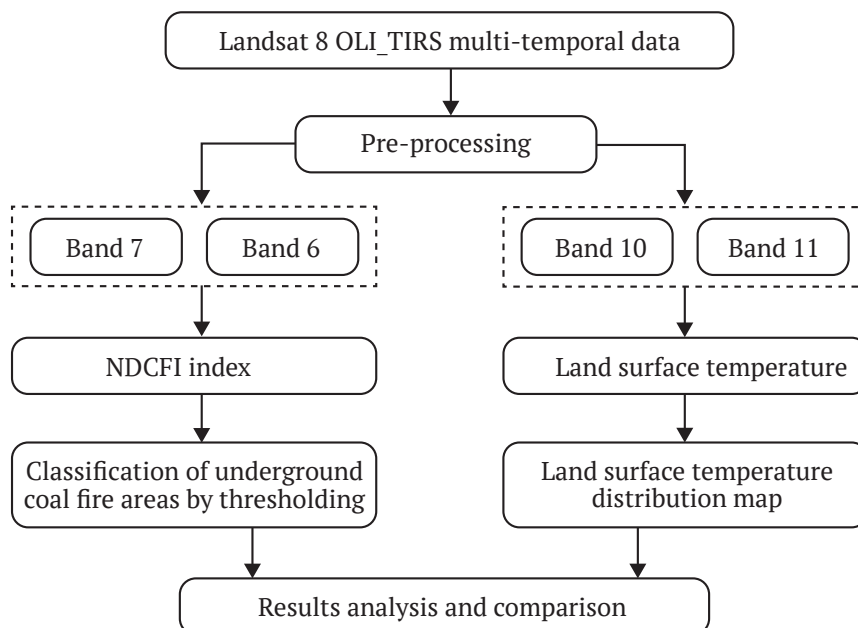 Landsat 8 OLI_TIRS multi-temporal data
Pre-processing
Band 7
Band 6
Band 10
Band 11
NDCFI index
Land surface temperature
Classification of underground
coal fire areas by thresholding
Land surface temperature
distribution map
Results analysis and comparison